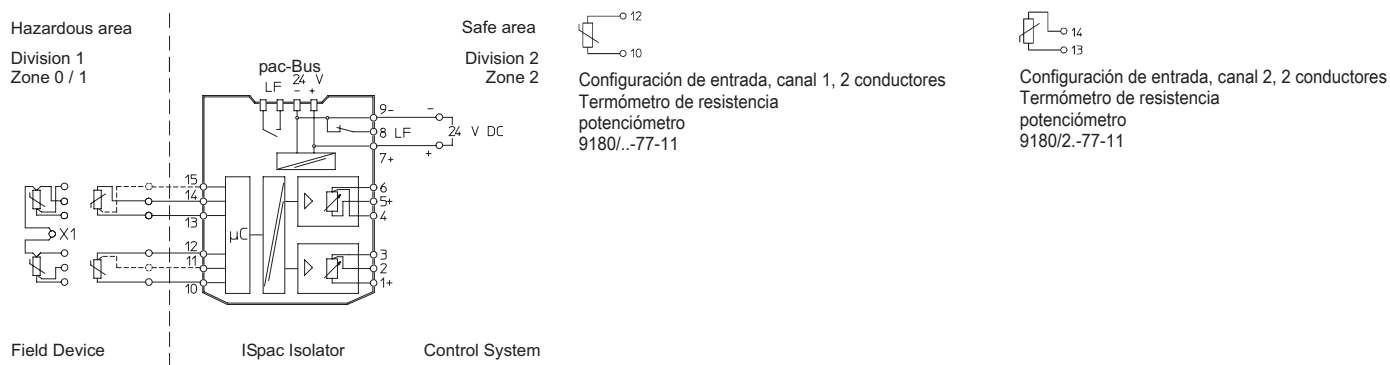 Hazardous area
Safe area
Division 1
Zone 0 / 1
Division 2
Zone 2
pac-Bus
24 V
LF - +
9-
-
8 LF
24 V DC
7+
+
15
14
13
12
11
10
X1
µC
6
5+
4
3
2
1+
Field Device
ISpac Isolator
Control System
12
10
Configuración de entrada, canal 1, 2 conductores
Termómetro de resistencia
potenciómetro
9180/..-77-11
14
13
Configuración de entrada, canal 2, 2 conductores
Termómetro de resistencia
potenciómetro
9180/2.-77-11